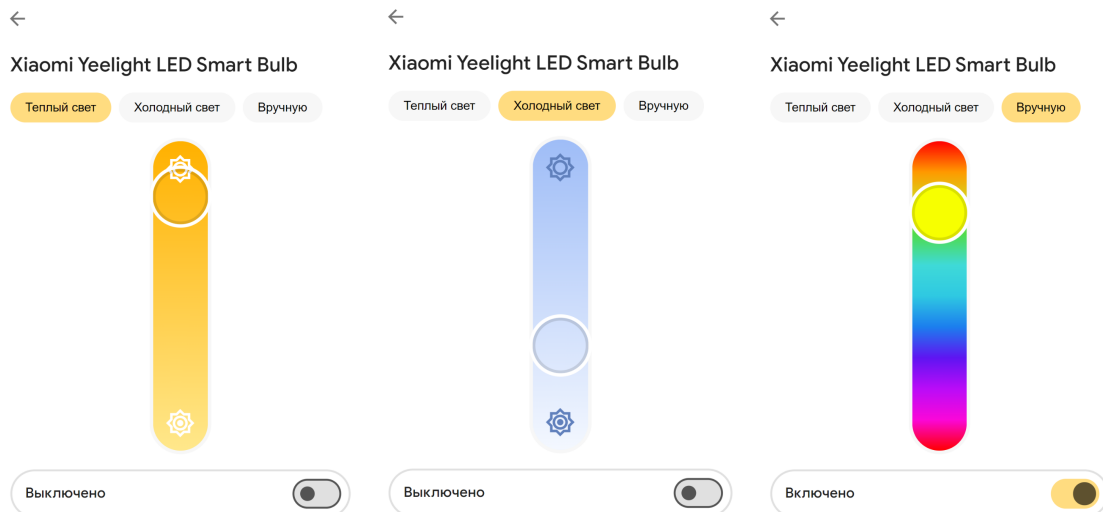 Xiaomi Yeelight LED Smart Bulb
Теплый свет Холодный свет Вручную
Выключено
Xiaomi Yeelight LED Smart Bulb
Теплый свет Холодный свет Вручную
Выключено
Xiaomi Yeelight LED Smart Bulb
Теплый свет Холодный свет Вручную
Включено